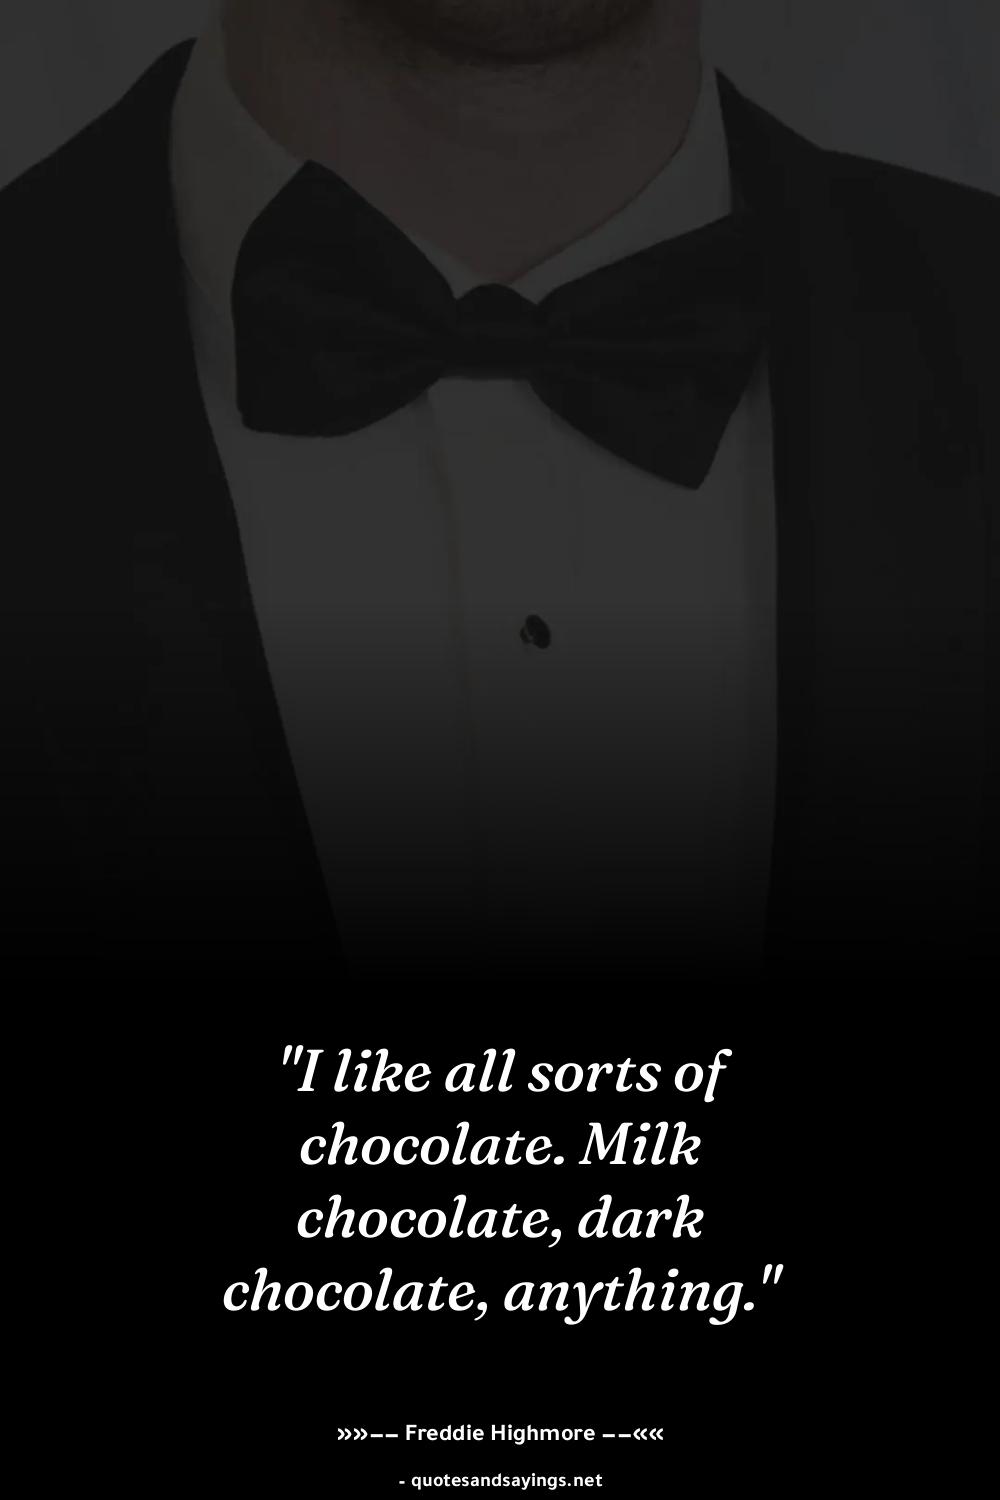 "I like all sorts of
chocolate. Milk
chocolate, dark
chocolate, anything."
»»–– Freddie Highmore ––««
- quotesandsayings.net